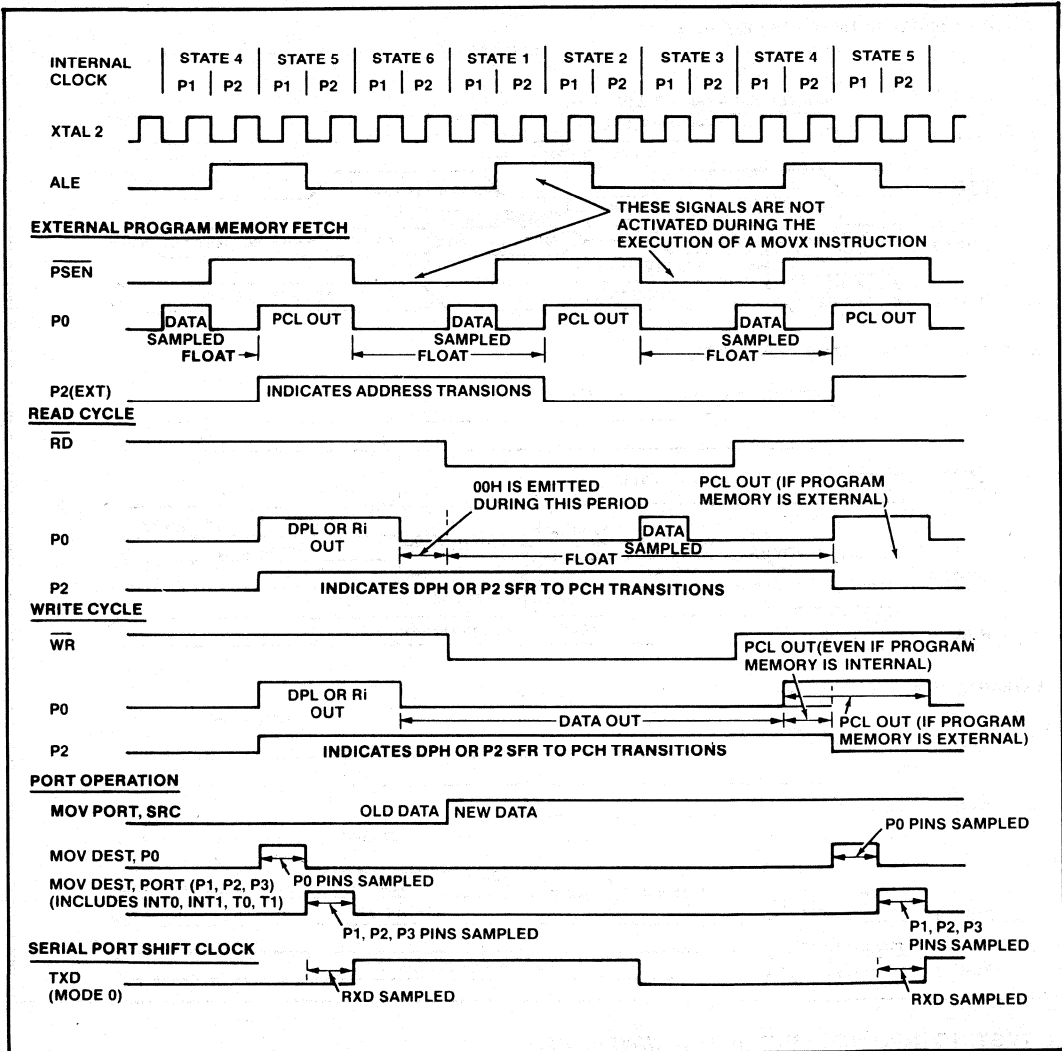 INTERNAL CLOCK
STATE 4 STATE 5 STATE 6 STATE 1 STATE 2 STATE 3 STATE 4 STATE 5
P1 P2 P1 P2 P1 P2 P1 P2 P1 P2 P1 P2 P1 P2 P1 P2
XTAL 2
ALE
THESE SIGNALS ARE NOT
ACTIVATED DURING THE
EXECUTION OF A MOVX INSTRUCTION
EXTERNAL PROGRAM MEMORY FETCH
PSEN
P0
DATA PCL OUT DATA PCL OUT DATA PCL OUT
SAMPLED SAMPLED SAMPLED
FLOAT FLOAT FLOAT
P2(EXT)
INDICATES ADDRESS TRANSIONS
READ CYCLE
RD
00H IS EMITTED
DURING THIS PERIOD
PCL OUT (IF PROGRAM
MEMORY IS EXTERNAL)
P0
DPL OR Ri
OUT
DATA
SAMPLED
FLOAT
P2
INDICATES DPH OR P2 SFR TO PCH TRANSITIONS
WRITE CYCLE
WR
PCL OUT(EVEN IF PROGRAM
MEMORY IS INTERNAL)
P0
DPL OR Ri
OUT
DATA OUT
PCL OUT (IF PROGRAM
MEMORY IS EXTERNAL)
P2
INDICATES DPH OR P2 SFR TO PCH TRANSITIONS
PORT OPERATION
MOV PORT, SRC
OLD DATA NEW DATA
P0 PINS SAMPLED
MOV DEST, P0
P0 PINS SAMPLED
MOV DEST, PORT (P1, P2, P3)
(INCLUDES INT0, INT1, T0, T1)
P1, P2, P3 PINS SAMPLED
P1, P2, P3
PINS SAMPLED
SERIAL PORT SHIFT CLOCK
TXD
(MODE 0)
RXD SAMPLED
RXD SAMPLED